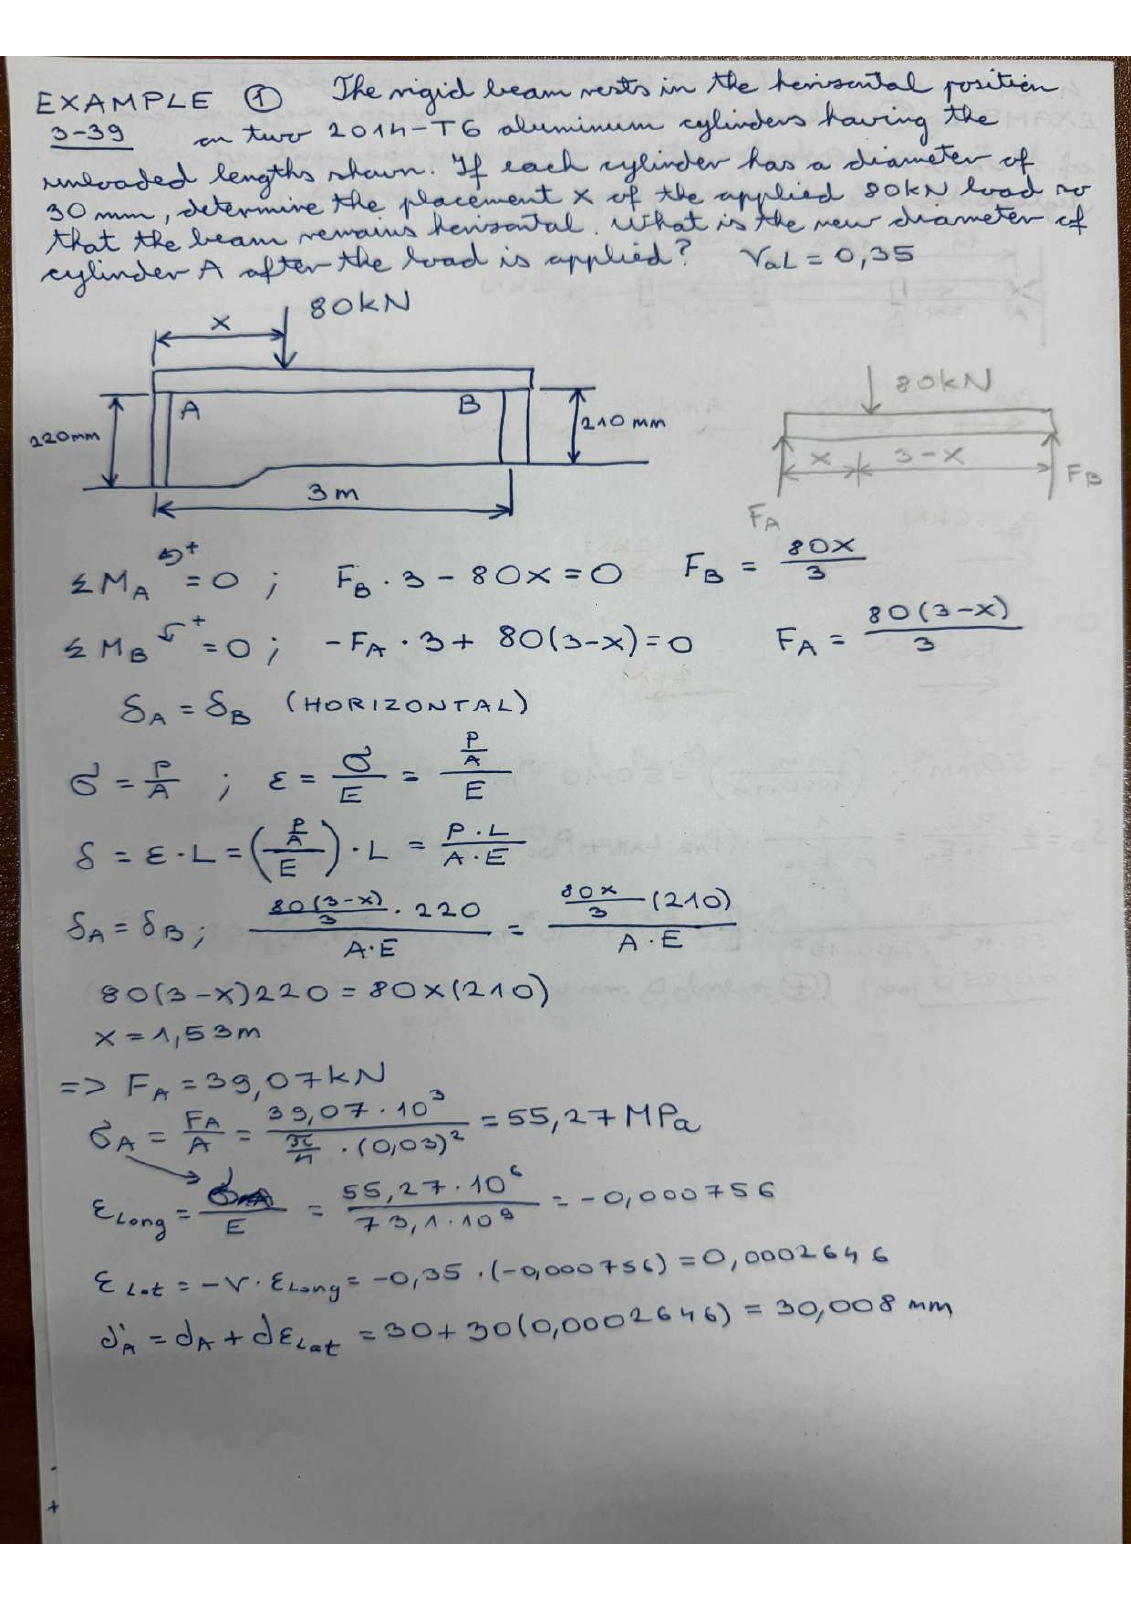 EXAMPLE ① The rigid beam rests in the horisontal position
3-39 on two 2014-T6 aluminum cylinders having the
unloaded lengths shown. If each cylinder has a diameter of
30 mm, determine the placement x of the applied 80kN load so
that the beam remains horisontal. What is the new diameter of
cylinder A after the load is applied? νaL = 0,35
80kN
x
A B
220mm
210mm
3m
80kN
x 3-x
FA
FB
ΣMA ↺+ = 0 ; FB · 3 - 80x = 0 FB = 80x/3
ΣMB ↺+ = 0 ; -FA · 3 + 80(3-x) = 0 FA = 80(3-x)/3
δA = δB (HORIZONTAL)
σ = P/A ; ε = σ/E = (P/A)/E
δ = ε · L = ((P/A)/E) · L = P·L/A·E
δA = δB ; (80(3-x)/3 · 220)/A·E = (80x/3 (210))/A·E
80(3-x)220 = 80x(210)
x = 1,53m
=> FA = 39,07kN
σA = FA/A = 39,07 · 10³/(π/4 · (0,03)²) = 55,27 MPa
εLong = /E = 55,27 · 10⁶/73,1 · 10⁹ = -0,000756
εLat = -ν · εLong = -0,35 · (-0,000756) = 0,0002646
d'A = dA + dεLat = 30 + 30(0,0002646) = 30,008 mm